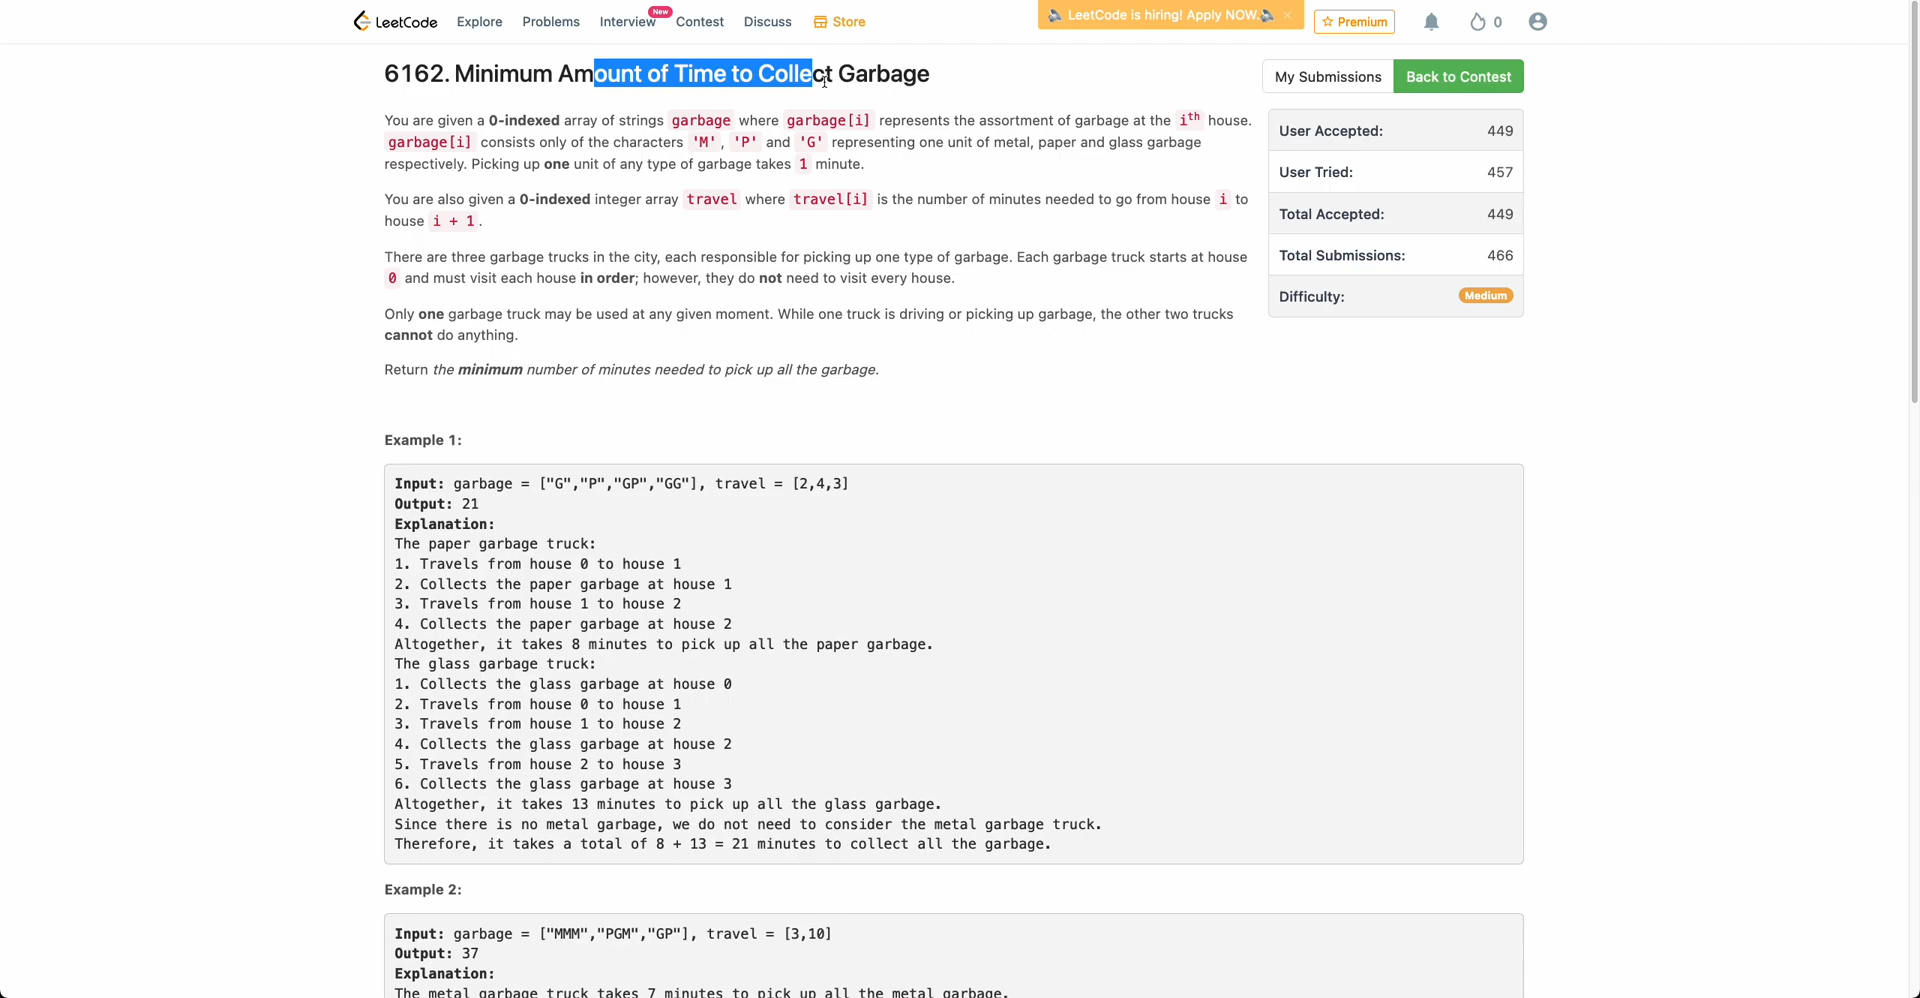 LeetCode Explore Problems Interview New Contest Discuss Store LeetCode is hiring! Apply NOW. × Premium 0
6162. Minimum Amount of Time to Collect Garbage
My Submissions Back to Contest
You are given a 0-indexed array of strings garbage where garbage[i] represents the assortment of garbage at the ith house.
garbage[i] consists only of the characters 'M', 'P' and 'G' representing one unit of metal, paper and glass garbage
respectively. Picking up one unit of any type of garbage takes 1 minute.
You are also given a 0-indexed integer array travel where travel[i] is the number of minutes needed to go from house i to
house i + 1.
There are three garbage trucks in the city, each responsible for picking up one type of garbage. Each garbage truck starts at house
0 and must visit each house in order; however, they do not need to visit every house.
Only one garbage truck may be used at any given moment. While one truck is driving or picking up garbage, the other two trucks
cannot do anything.
Return the minimum number of minutes needed to pick up all the garbage.
User Accepted: 449
User Tried: 457
Total Accepted: 449
Total Submissions: 466
Difficulty: Medium
Example 1:
Input: garbage = ["G","P","GP","GG"], travel = [2,4,3]
Output: 21
Explanation:
The paper garbage truck:
1. Travels from house 0 to house 1
2. Collects the paper garbage at house 1
3. Travels from house 1 to house 2
4. Collects the paper garbage at house 2
Altogether, it takes 8 minutes to pick up all the paper garbage.
The glass garbage truck:
1. Collects the glass garbage at house 0
2. Travels from house 0 to house 1
3. Travels from house 1 to house 2
4. Collects the glass garbage at house 2
5. Travels from house 2 to house 3
6. Collects the glass garbage at house 3
Altogether, it takes 13 minutes to pick up all the glass garbage.
Since there is no metal garbage, we do not need to consider the metal garbage truck.
Therefore, it takes a total of 8 + 13 = 21 minutes to collect all the garbage.
Example 2:
Input: garbage = ["MMM","PGM","GP"], travel = [3,10]
Output: 37
Explanation:
The metal garbage truck takes 7 minutes to pick up all the metal garbage.